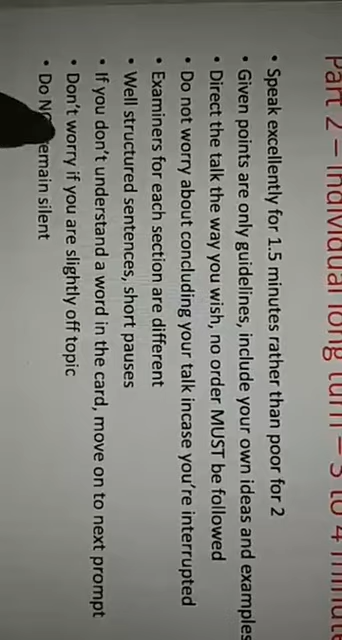 Part 2 – Individual long turn – 3 to 4 minute
• Speak excellently for 1.5 minutes rather than poor for 2
• Given points are only guidelines, include your own ideas and examples
• Direct the talk the way you wish, no order MUST be followed
• Do not worry about concluding your talk incase you're interrupted
• Examiners for each section are different
• Well structured sentences, short pauses
• If you don't understand a word in the card, move on to next prompt
• Don't worry if you are slightly off topic
• Do emain silent